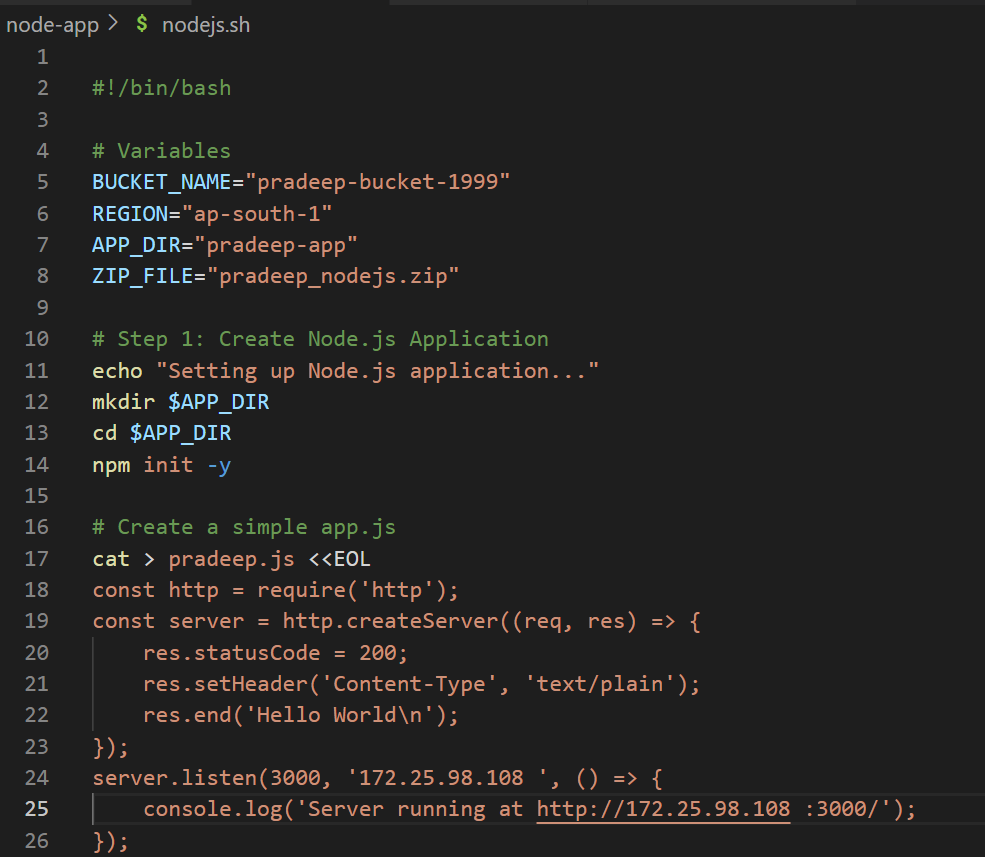 node-app > $ nodejs.sh
1
2 #!/bin/bash
3
4 # Variables
5 BUCKET_NAME="pradeep-bucket-1999"
6 REGION="ap-south-1"
7 APP_DIR="pradeep-app"
8 ZIP_FILE="pradeep_nodejs.zip"
9
10 # Step 1: Create Node.js Application
11 echo "Setting up Node.js application..."
12 mkdir $APP_DIR
13 cd $APP_DIR
14 npm init -y
15
16 # Create a simple app.js
17 cat > pradeep.js <<EOL
18 const http = require('http');
19 const server = http.createServer((req, res) => {
20     res.statusCode = 200;
21     res.setHeader('Content-Type', 'text/plain');
22     res.end('Hello World\n');
23 });
24 server.listen(3000, '172.25.98.108 ', () => {
25     console.log('Server running at http://172.25.98.108 :3000/');
26 });